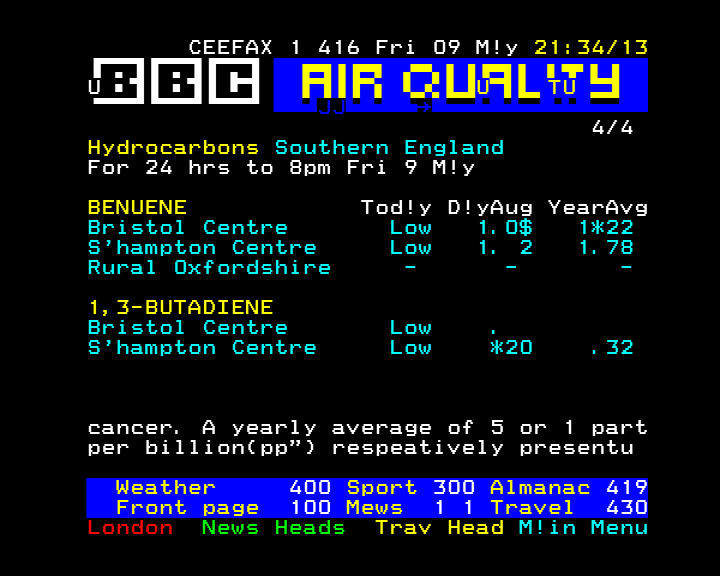 CEEFAX 1 416 Fri 09 M!y 21:34/13
BBC AIR QUALITY
4/4
Hydrocarbons Southern England
For 24 hrs to 8pm Fri 9 M!y
BENUENE Tod!y D!yAug YearAvg
Bristol Centre Low 1.0$ 1*22
S'hampton Centre Low 1. 2 1.78
Rural Oxfordshire - - -
1,3-BUTADIENE
Bristol Centre Low .
S'hampton Centre Low *20 .32
cancer. A yearly average of 5 or 1 part
per billion(pp") respeatively presentu
Weather 400 Sport 300 Almanac 419
Front page 100 Mews 1 1 Travel 430
London News Heads Trav Head M!in Menu